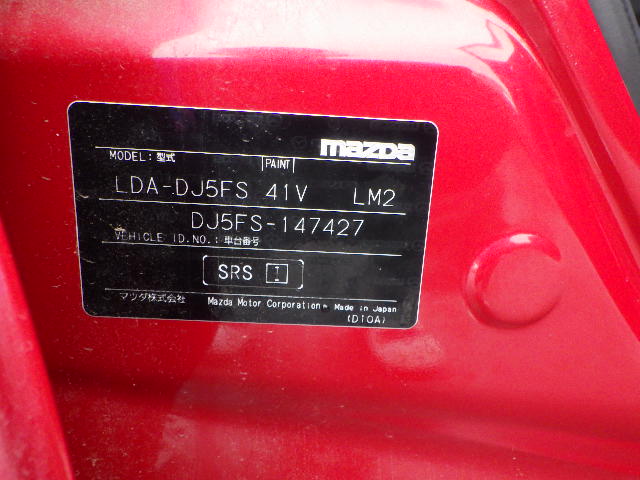 mazda
MODEL: 型式 PAINT
LDA-DJ5FS 41V LM2
DJ5FS-147427
VEHICLE ID.NO.: 車台番号
SRS I
マツダ株式会社 Mazda Motor Corporation Made in Japan
(D10A)